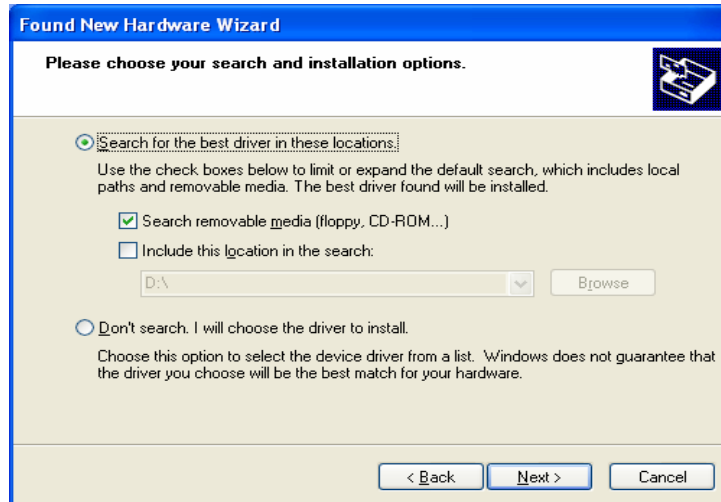 Found New Hardware Wizard
Please choose your search and installation options.
Search for the best driver in these locations.
Use the check boxes below to limit or expand the default search, which includes local
paths and removable media. The best driver found will be installed.
Search removable media (floppy, CD-ROM...)
Include this location in the search:
D:\
Browse
Don't search. I will choose the driver to install.
Choose this option to select the device driver from a list. Windows does not guarantee that
the driver you choose will be the best match for your hardware.
< Back
Next >
Cancel